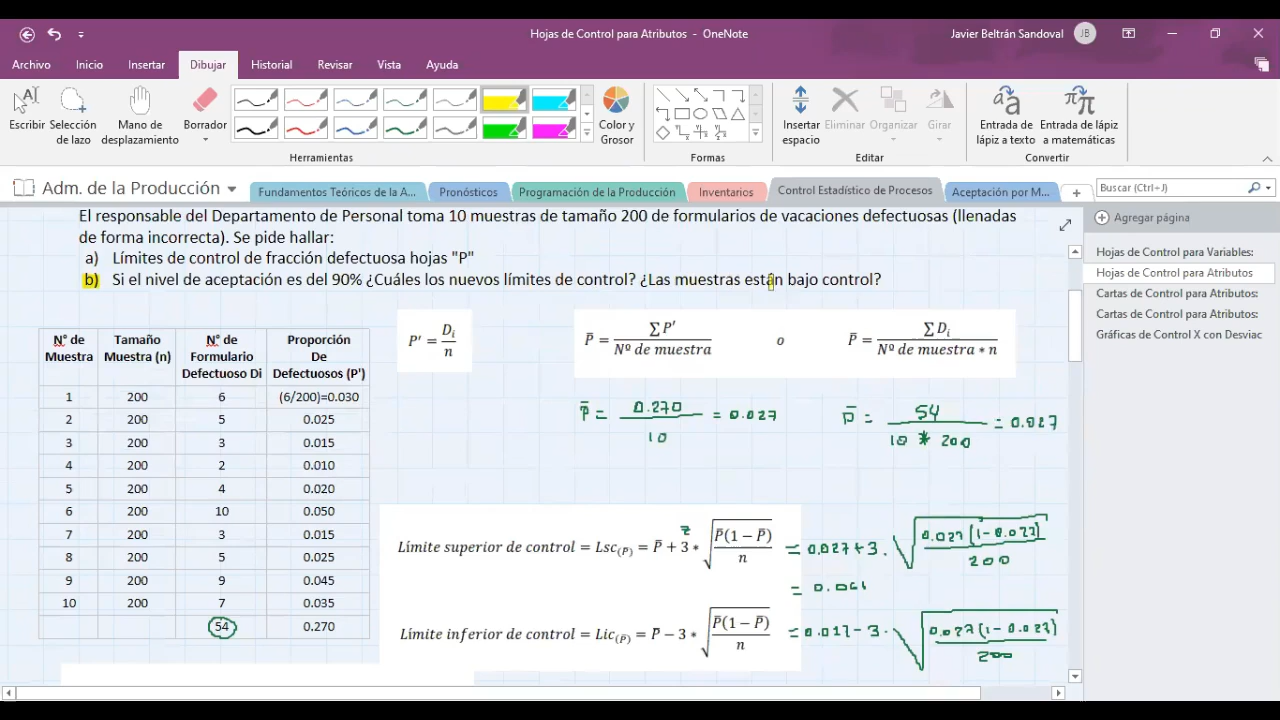 Hojas de Control para Atributos - OneNote
Javier Beltrán Sandoval
JB
Archivo Inicio Insertar Dibujar Historial Revisar Vista Ayuda
Escribir
Selección de lazo
Mano de desplazamiento
Borrador
Color y Grosor
Insertar espacio
Eliminar
Organizar
Girar
Entrada de lápiz a texto
Entrada de lápiz a matemáticas
Herramientas Formas Editar Convertir
Adm. de la Producción
Fundamentos Teóricos de la A...
Pronósticos
Programación de la Producción
Inventarios
Control Estadístico de Procesos
Aceptación por M...
Buscar (Ctrl+J)
Agregar página
Hojas de Control para Variables:
Hojas de Control para Atributos
Cartas de Control para Atributos:
Cartas de Control para Atributos:
Gráficas de Control X con Desviac
El responsable del Departamento de Personal toma 10 muestras de tamaño 200 de formularios de vacaciones defectuosas (llenadas
de forma incorrecta). Se pide hallar:
a) Límites de control de fracción defectuosa hojas "P"
b) Si el nivel de aceptación es del 90% ¿Cuáles los nuevos límites de control? ¿Las muestras están bajo control?
N° de Muestra | Tamaño Muestra (n) | N° de Formulario Defectuoso Di | Proporción De Defectuosos (P')
1 200 6 (6/200)=0.030
2 200 5 0.025
3 200 3 0.015
4 200 2 0.010
5 200 4 0.020
6 200 10 0.050
7 200 3 0.015
8 200 5 0.025
9 200 9 0.045
10 200 7 0.035
54 0.270
P' = Di / n
P̄ = ∑ P' / Nº de muestra o P̄ = ∑ Di / Nº de muestra * n
P̄ = 0.270 / 10 = 0.027
P̄ = 54 / 10 * 200 = 0.027
Z
Límite superior de control = Lsc(P̄) = P̄ + 3 * √(P̄(1 − P̄) / n) = 0.027+3 . √(0.027 (1-0.027) / 200)
= 0.061
Límite inferior de control = Lic(P̄) = P̄ − 3 * √(P̄(1 − P̄) / n) = 0.027-3 . √(0.027 (1-0.027) / 200)